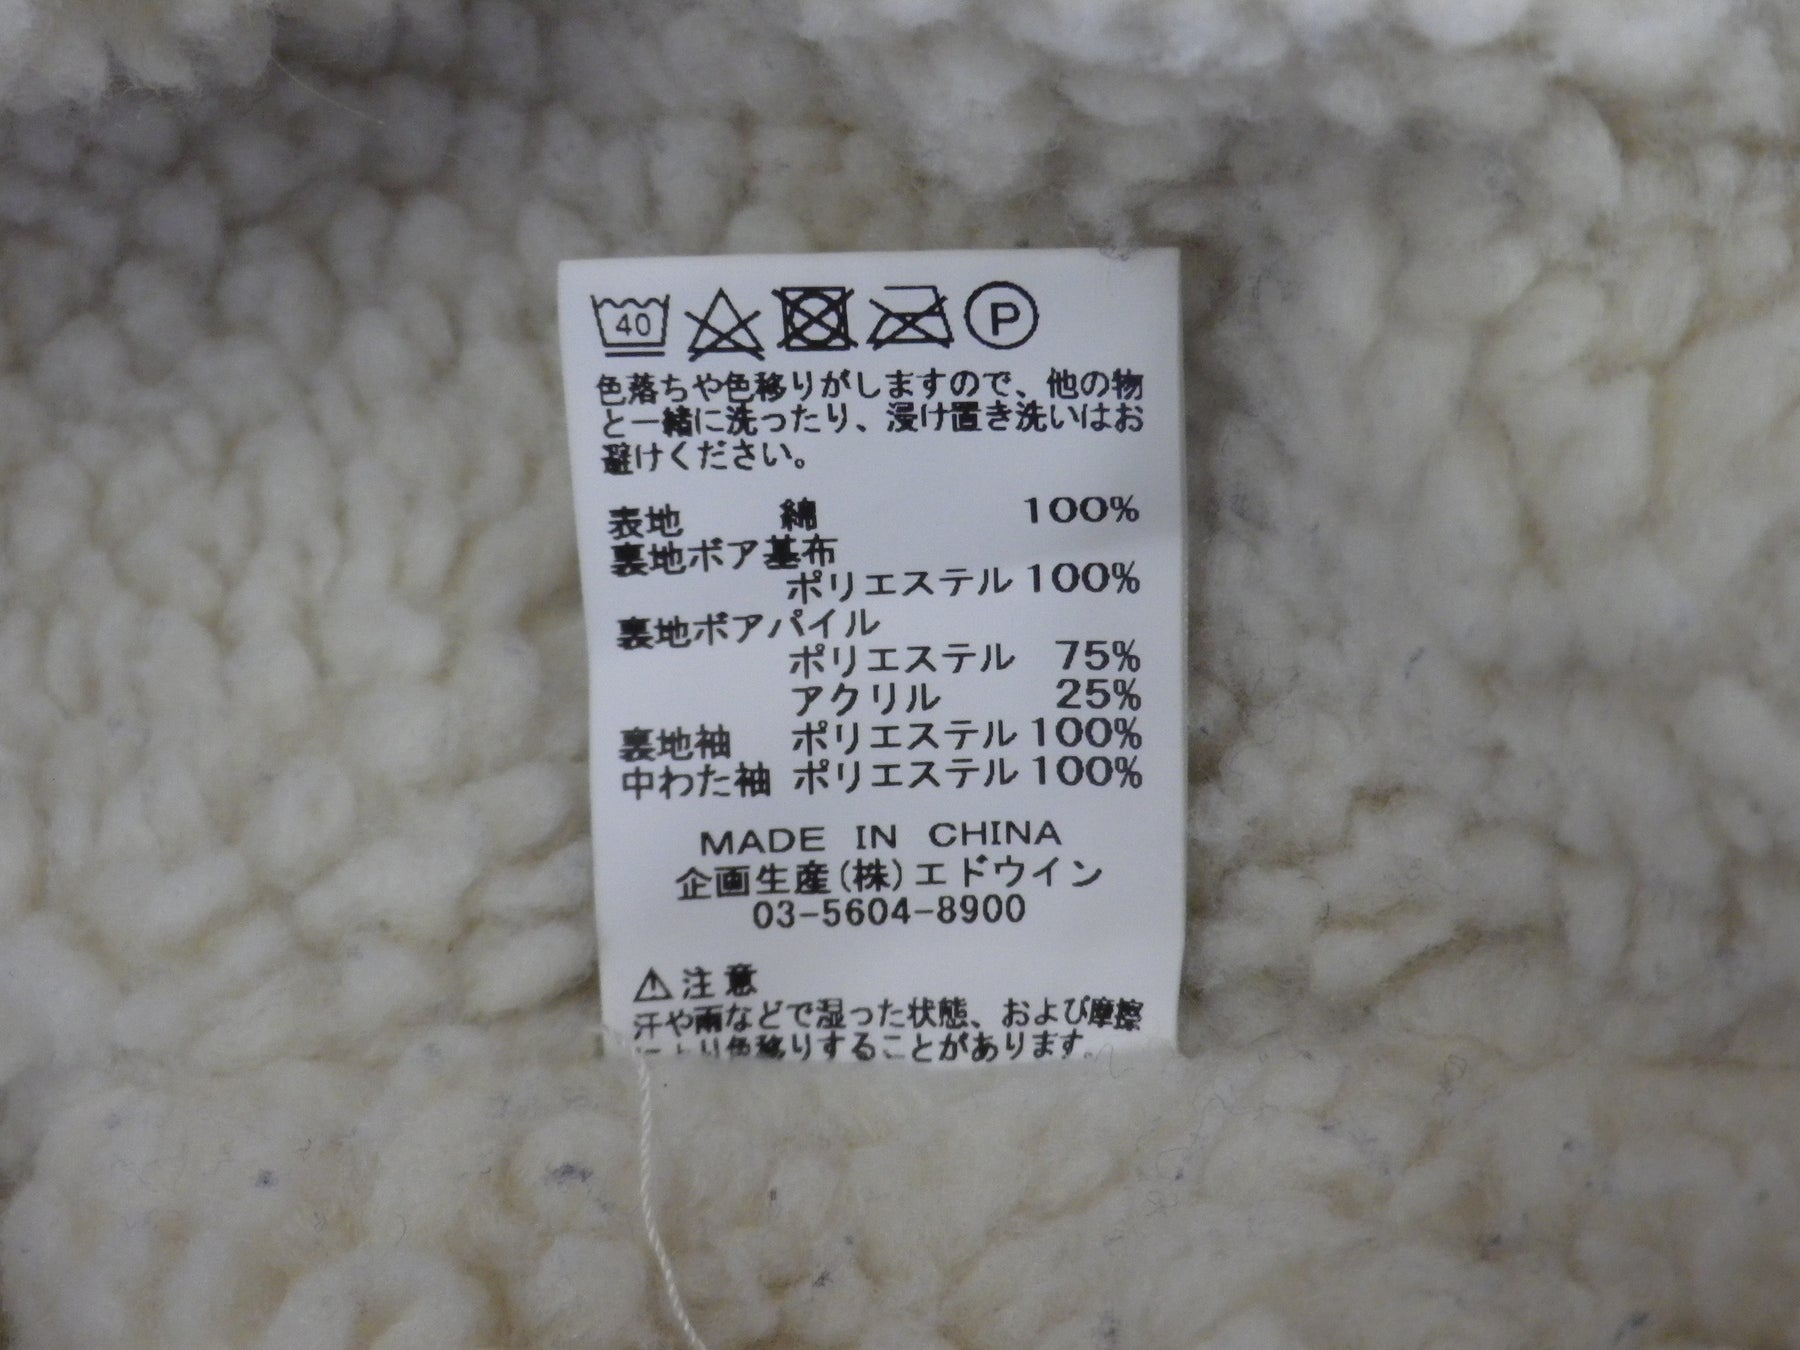 40 P
色落ちや色移りがしますので、他の物
と一緒に洗ったり、浸け置き洗いはお
避けください。
表地 綿 100%
裏地ボア基布
ポリエステル 100%
裏地ボアパイル
ポリエステル 75%
アクリル 25%
裏地袖 ポリエステル 100%
中わた袖 ポリエステル 100%
MADE IN CHINA
企画生産(株)エドウイン
03-5604-8900
⚠注意
汗や雨などで湿った状態、および摩擦
により色移りすることがあります。